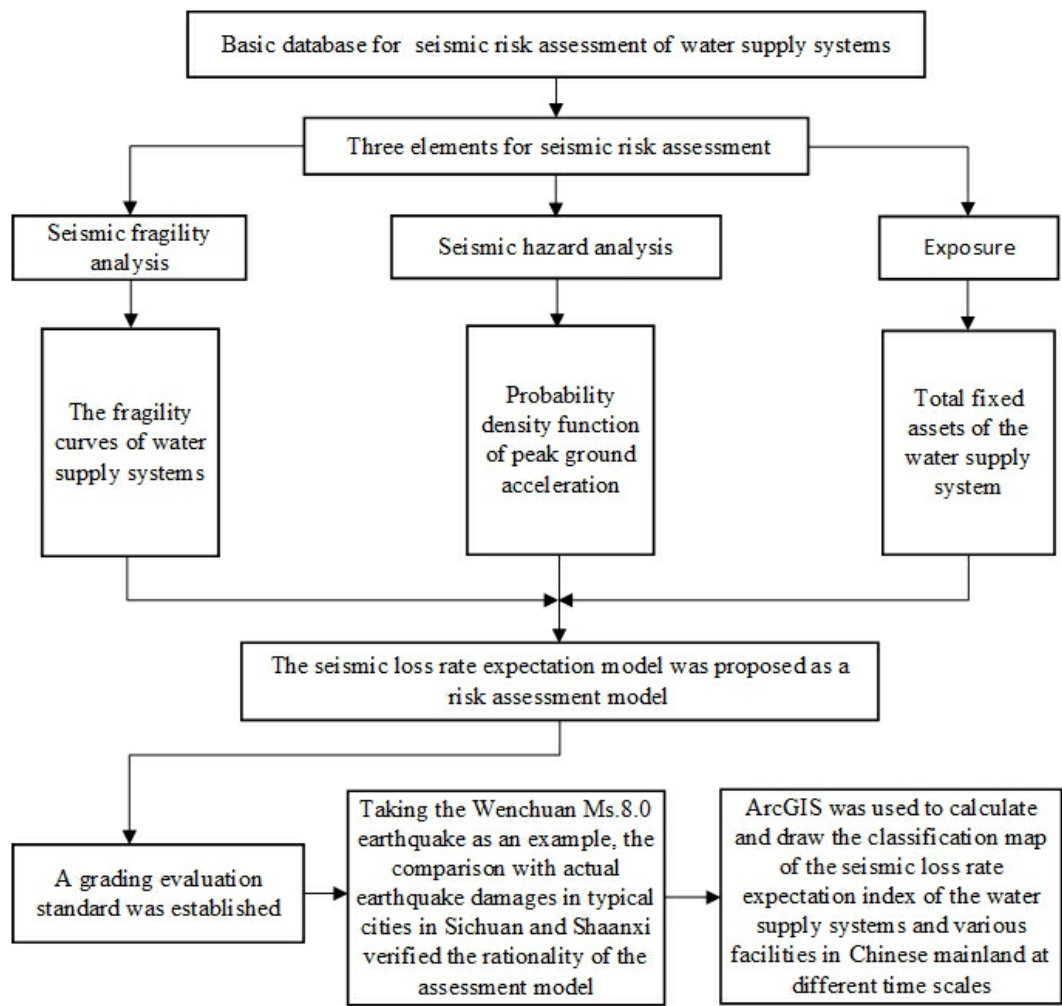 Basic database for seismic risk assessment of water supply systems
Three elements for seismic risk assessment
Seismic fragility
analysis
Seismic hazard analysis
Exposure
The fragility
curves of water
supply systems
Probability
density function
of peak ground
acceleration
Total fixed
assets of the
water supply
system
The seismic loss rate expectation model was proposed as a
risk assessment model
A grading evaluation
standard was established
Taking the Wenchuan Ms.8.0
earthquake as an example, the
comparison with actual
earthquake damages in typical
cities in Sichuan and Shaanxi
verified the rationality of the
assessment model
ArcGIS was used to calculate
and draw the classification map
of the seismic loss rate
expectation index of the water
supply systems and various
facilities in Chinese mainland at
different time scales